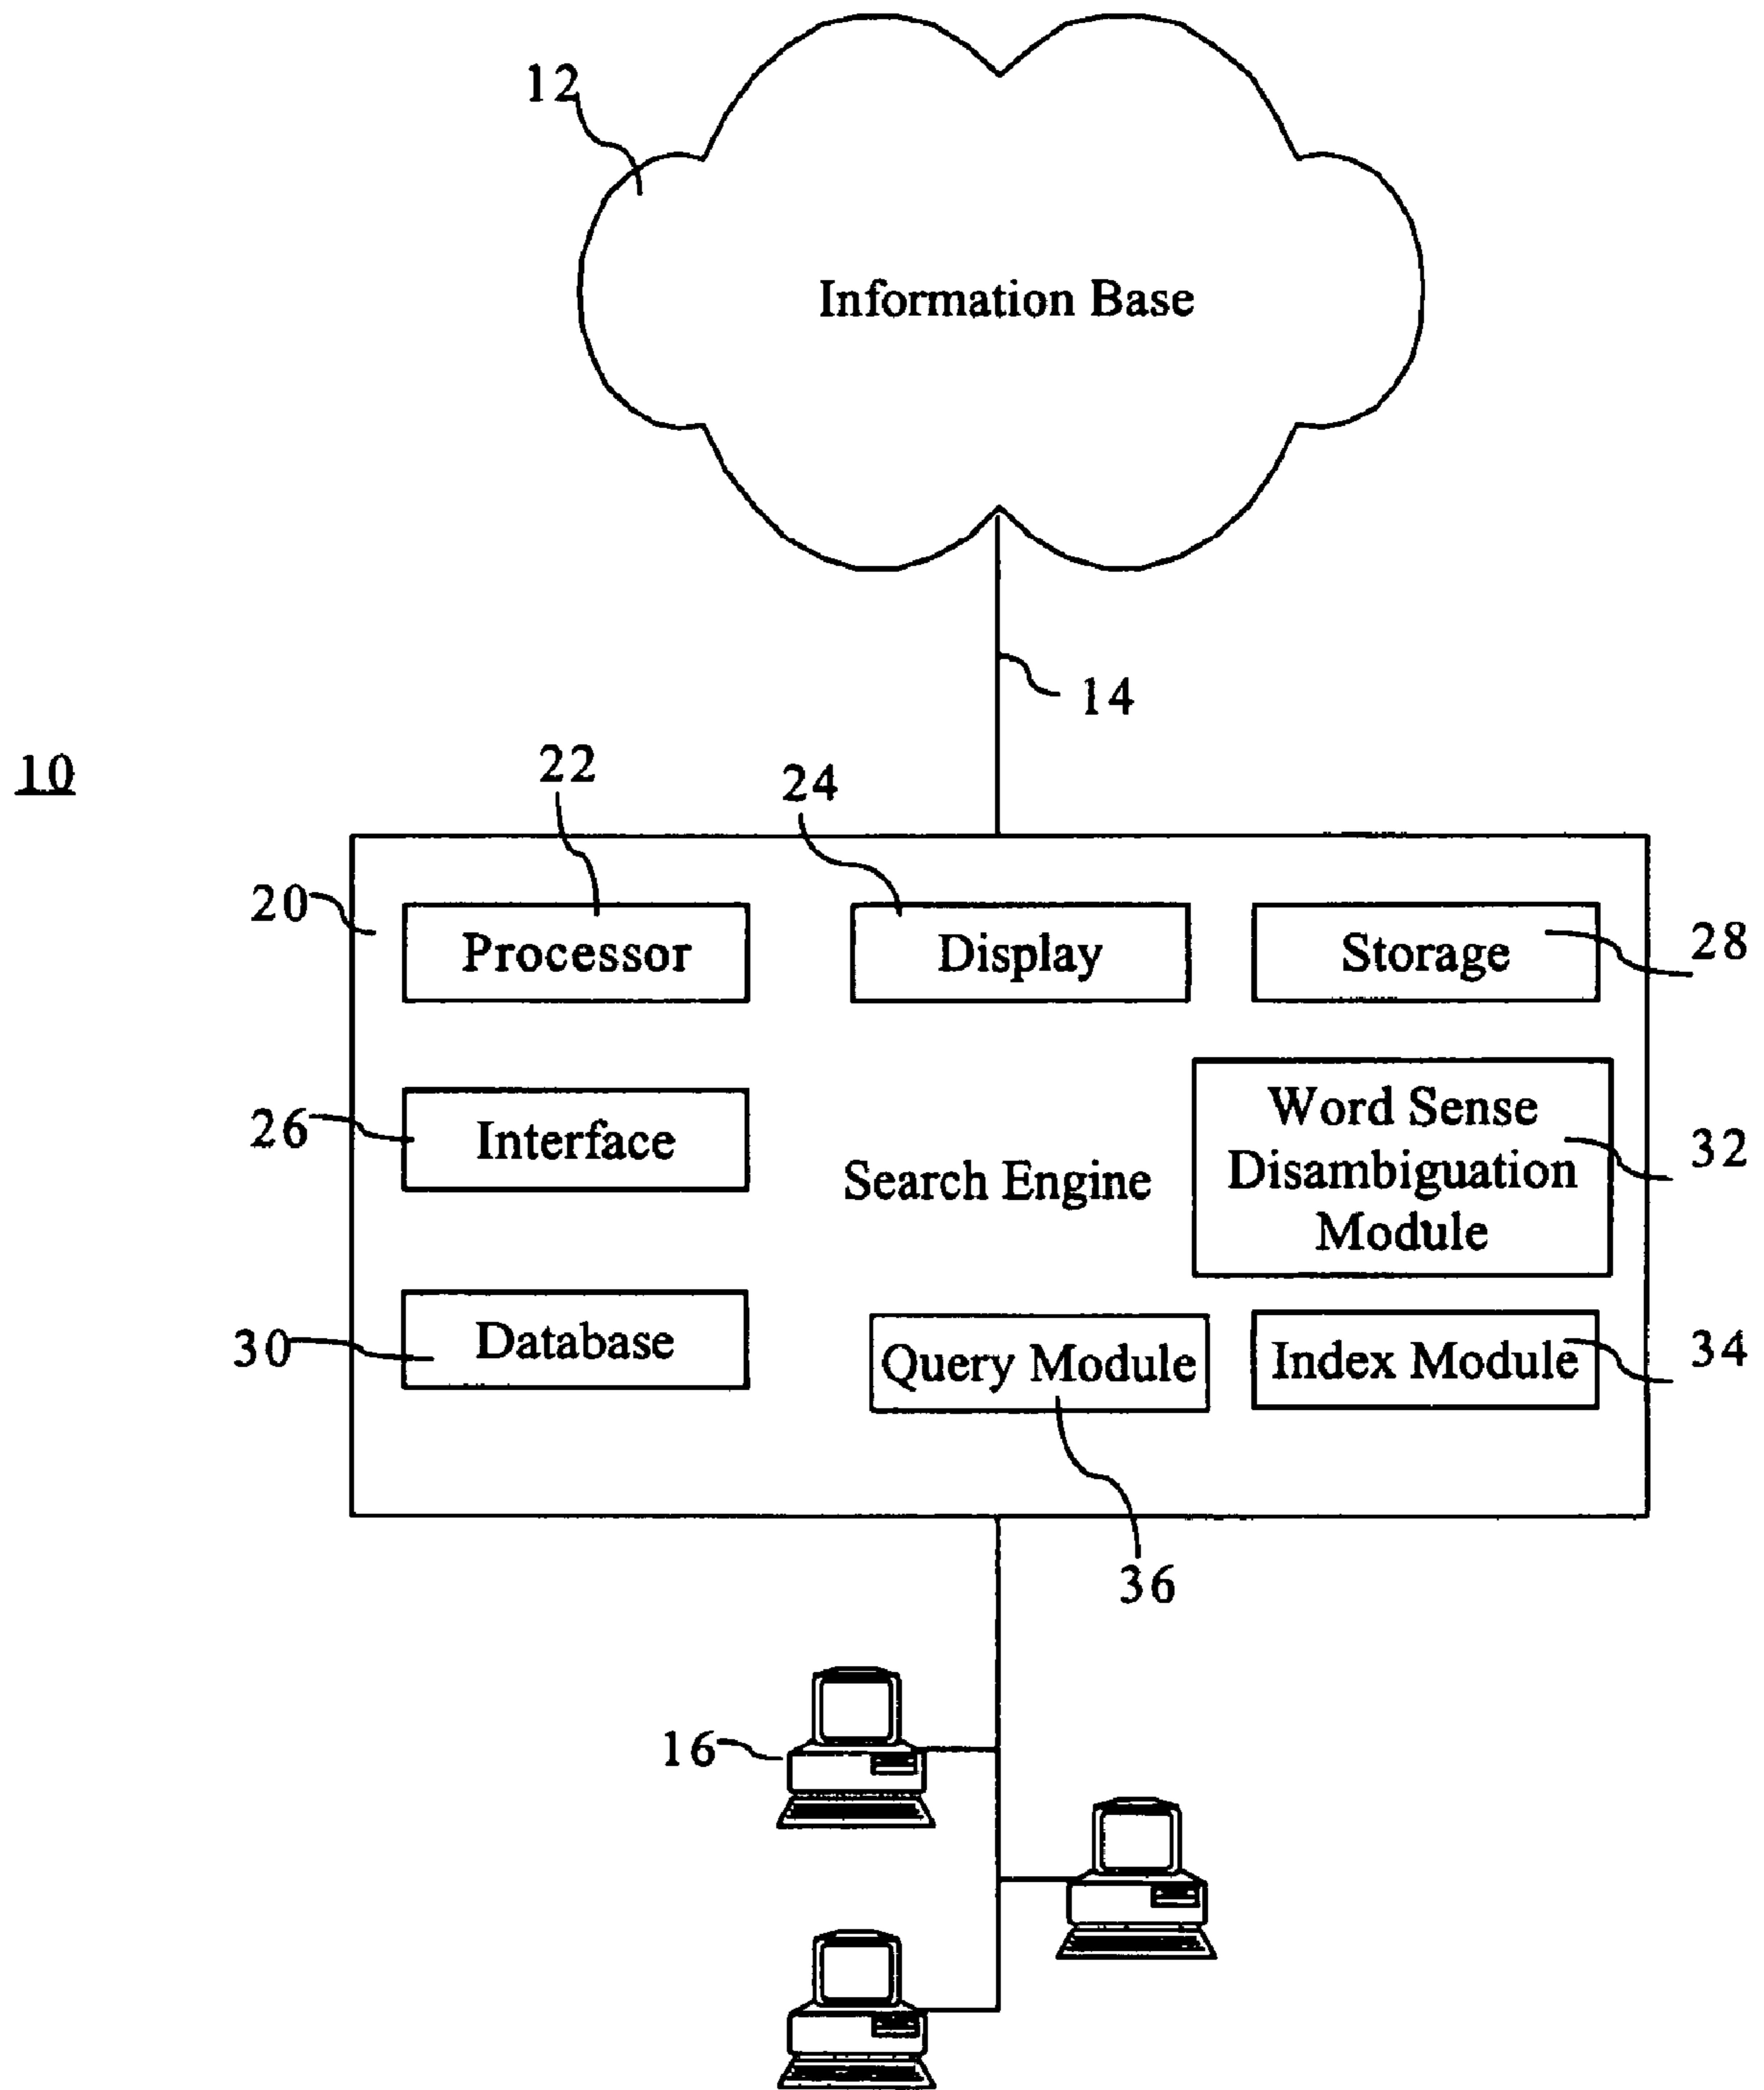 12
Information Base
14
10
22
24
20
Processor
Display
Storage
28
26
Interface
Search Engine
Word Sense
Disambiguation
Module
32
30
Database
Query Module
Index Module
34
36
16